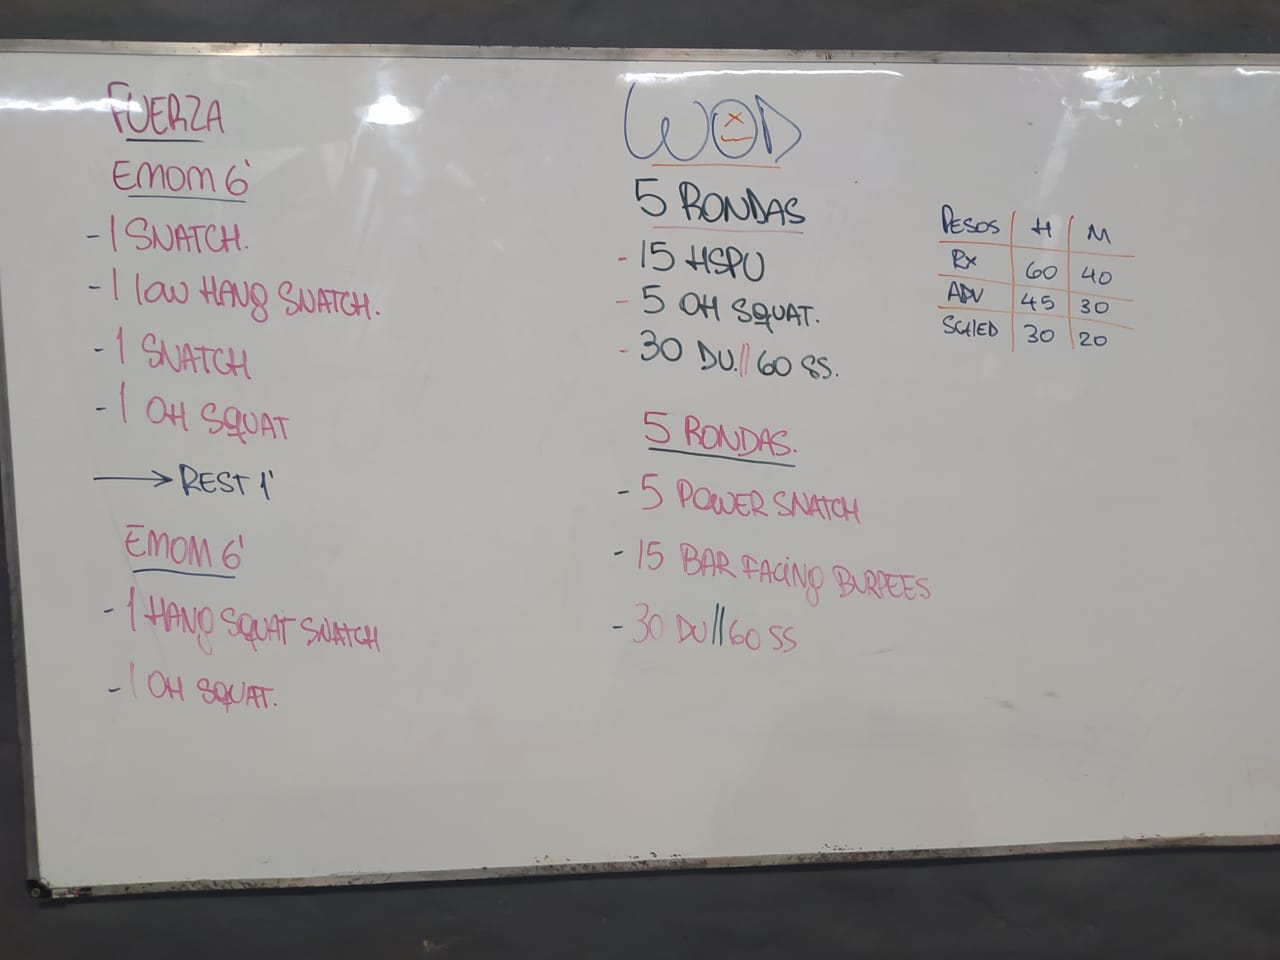 FUERZA
EMOM 6'
- 1 SNATCH.
- 1 low HANg SNATCH.
- 1 SNATCH
- 1 OH SQUAT
→ REST 1'
EMOM 6'
- 1 HANg SQUAT SNATCH
- 1 OH SQUAT.
WOD
5 RONDAS
- 15 HSPU
- 5 OH SQUAT.
- 30 DU.//60 SS.
5 RONDAS.
- 5 POWER SNATCH
- 15 BAR FACiNg BURPEES
- 30 DU//60 SS
PESOS H M
Rx 60 40
ADV 45 30
30 20